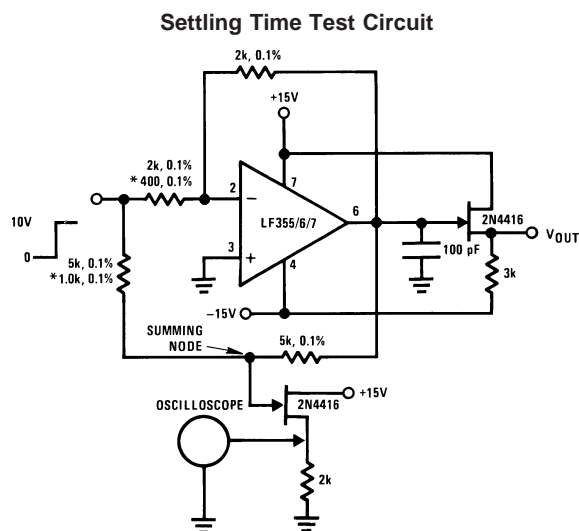 Settling Time Test Circuit
2k, 0.1%
+15V
2k, 0.1%
* 400, 0.1%
2
−
7
LF355/6/7
6
2N4416
VOUT
10V
0
5k, 0.1%
*1.0k, 0.1%
3
+
4
100 pF
3k
−15V
SUMMING
NODE
5k, 0.1%
+15V
OSCILLOSCOPE
2N4416
2k